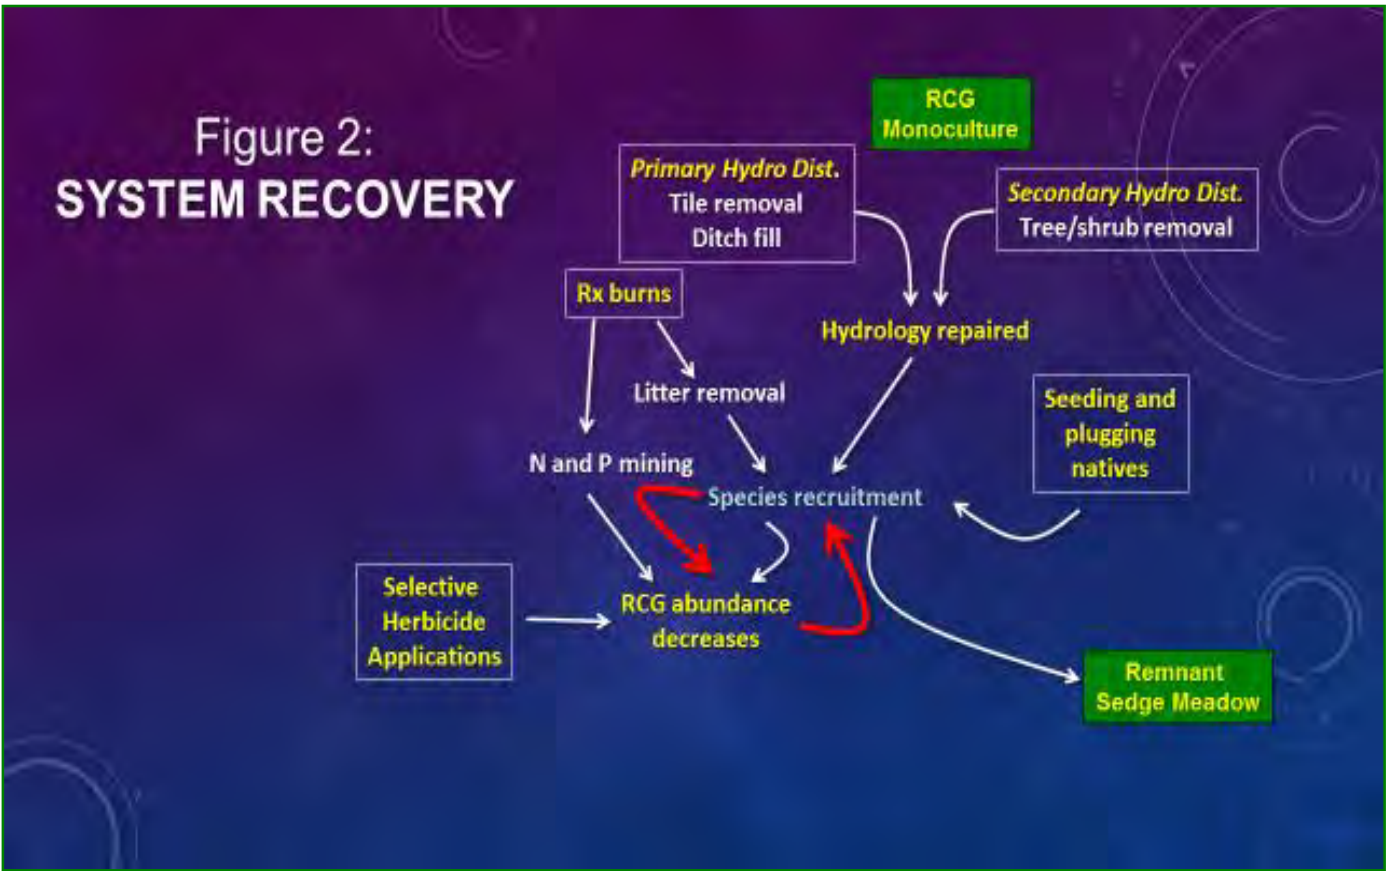 Figure 2:
SYSTEM RECOVERY
RCG
Monoculture
Primary Hydro Dist.
Tile removal
Ditch fill
Secondary Hydro Dist.
Tree/shrub removal
Rx burns
Hydrology repaired
Litter removal
Seeding and
plugging
natives
N and P mining
Species recruitment
Selective
Herbicide
Applications
RCG abundance
decreases
Remnant
Sedge Meadow